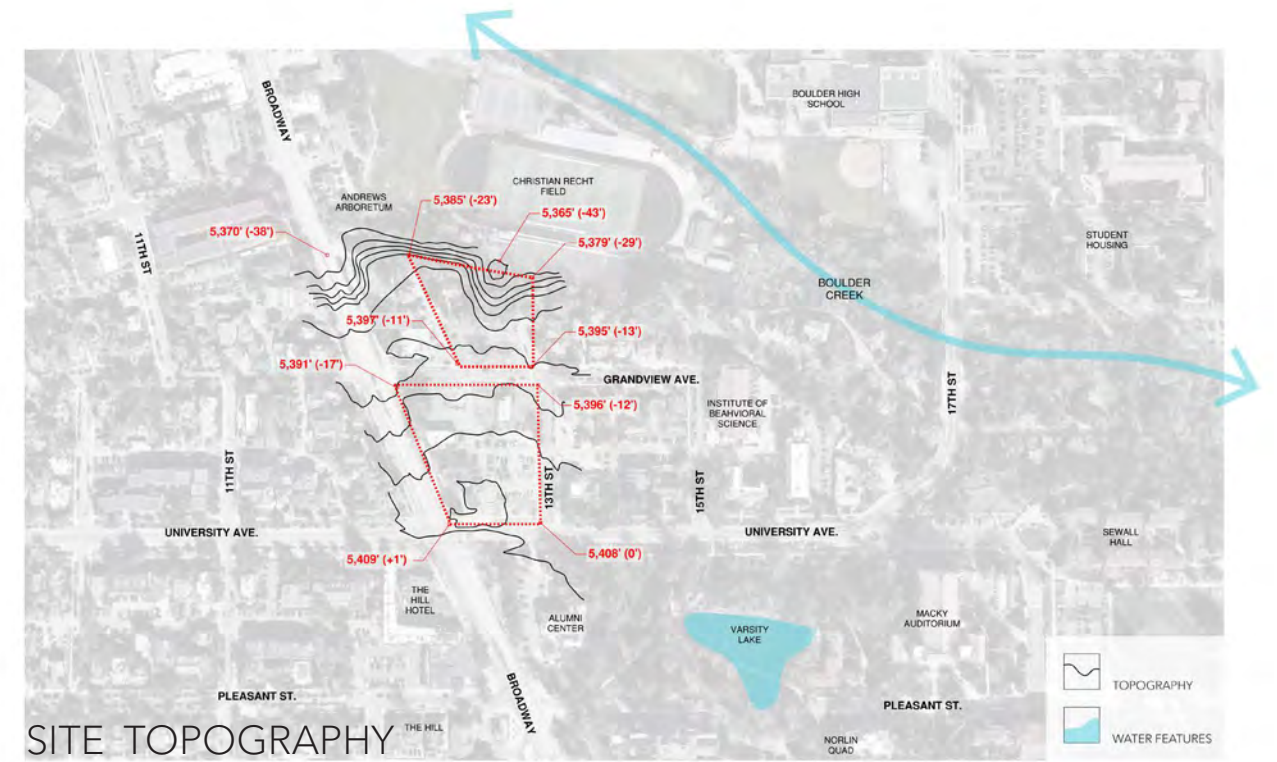 BROADWAY
BOULDER HIGH
SCHOOL
ANDREWS
ARBORETUM
CHRISTIAN RECHT
FIELD
5,385' (-23')
5,365' (-43')
5,370' (-38')
5,379' (-29')
11TH ST
STUDENT
HOUSING
BOULDER
CREEK
5,397' (-11')
5,395' (-13')
5,391' (-17')
GRANDVIEW AVE.
5,396' (-12')
INSTITUTE OF
BEAHVIORAL
SCIENCE
17TH ST
11TH ST
13TH ST
15TH ST
UNIVERSITY AVE.
UNIVERSITY AVE.
SEWALL
HALL
5,409' (+1')
5,408' (0')
THE
HILL
HOTEL
ALUMNI
CENTER
VARSITY
LAKE
MACKY
AUDITORIUM
BROADWAY
PLEASANT ST.
PLEASANT ST.
TOPOGRAPHY
WATER FEATURES
SITE TOPOGRAPHY
THE HILL
NORLIN
QUAD